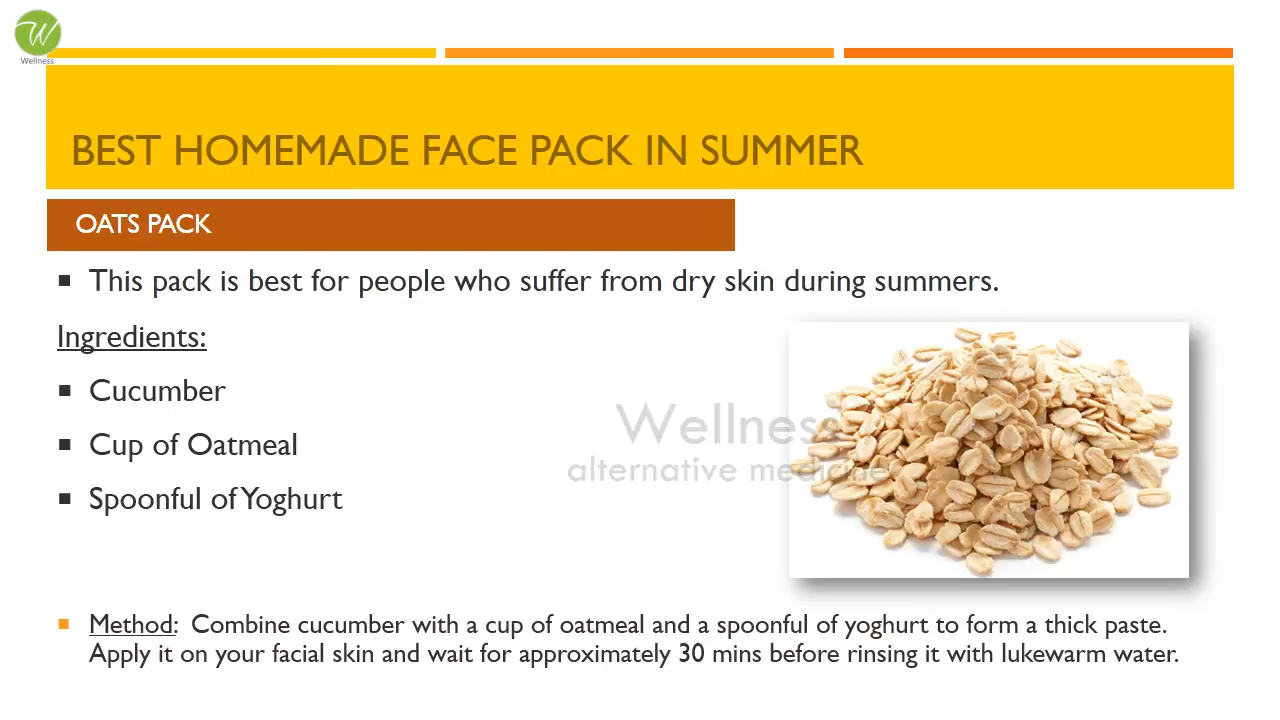 W
Wellness
BEST HOMEMADE FACE PACK IN SUMMER
OATS PACK
This pack is best for people who suffer from dry skin during summers.
Ingredients:
Cucumber
Cup of Oatmeal
Spoonful of Yoghurt
Wellness
alternative medicine
Method: Combine cucumber with a cup of oatmeal and a spoonful of yoghurt to form a thick paste.
Apply it on your facial skin and wait for approximately 30 mins before rinsing it with lukewarm water.